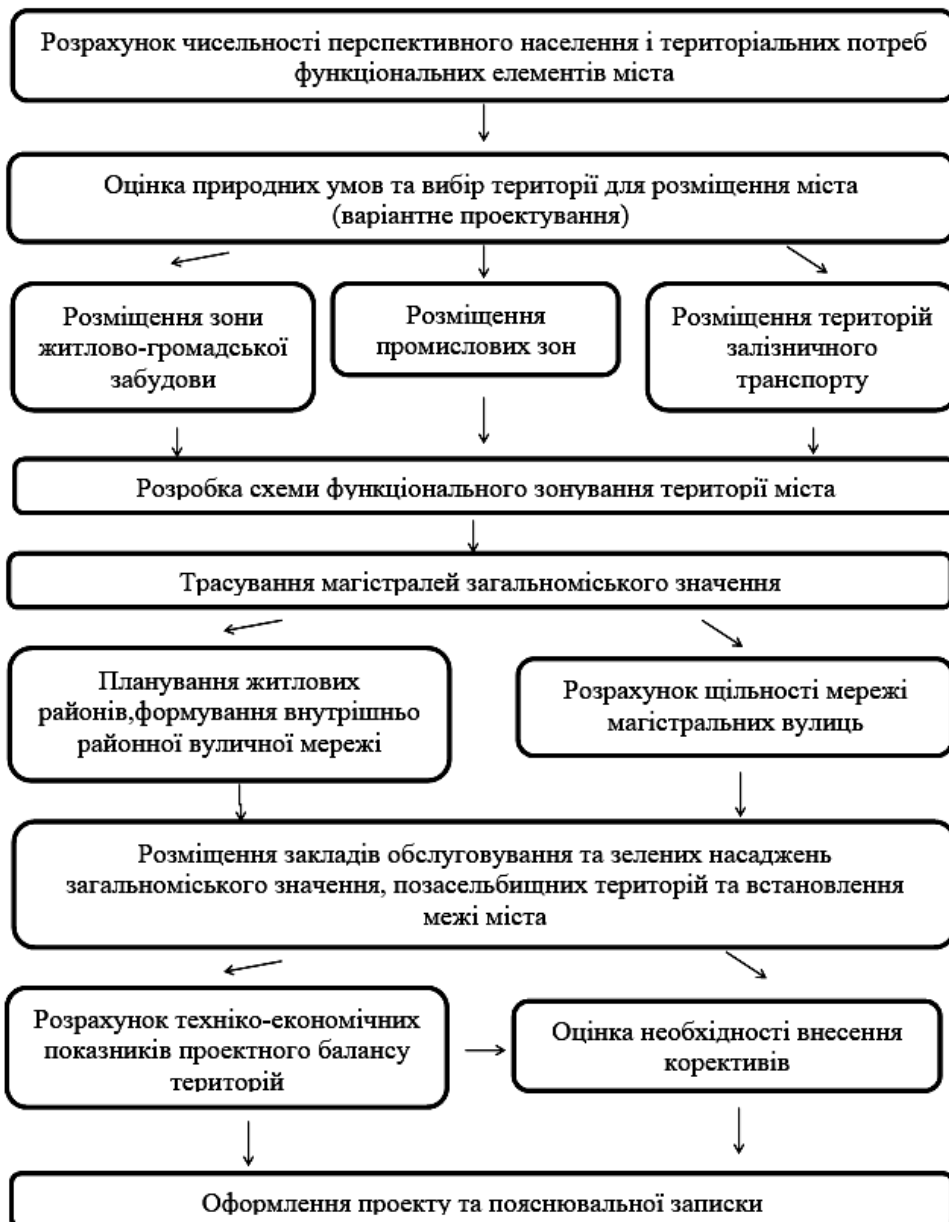 Розрахунок чисельності перспективного населення і територіальних потреб
функціональних елементів міста
Оцінка природних умов та вибір території для розміщення міста
(варіантне проектування)
Розміщення зони
житлово-громадської
забудови
Розміщення
промислових зон
Розміщення територій
залізничного
транспорту
Розробка схеми функціонального зонування території міста
Трасування магістралей загальноміського значення
Планування житлових
районів,формування внутрішньо
районної вуличної мережі
Розрахунок щільності мережі
магістральних вулиць
Розміщення закладів обслуговування та зелених насаджень
загальноміського значення, позасельбищних територій та встановлення
межі міста
Розрахунок техніко-економічних
показників проектного балансу
територій
Оцінка необхідності внесення
корективів
Оформлення проекту та пояснювальної записки